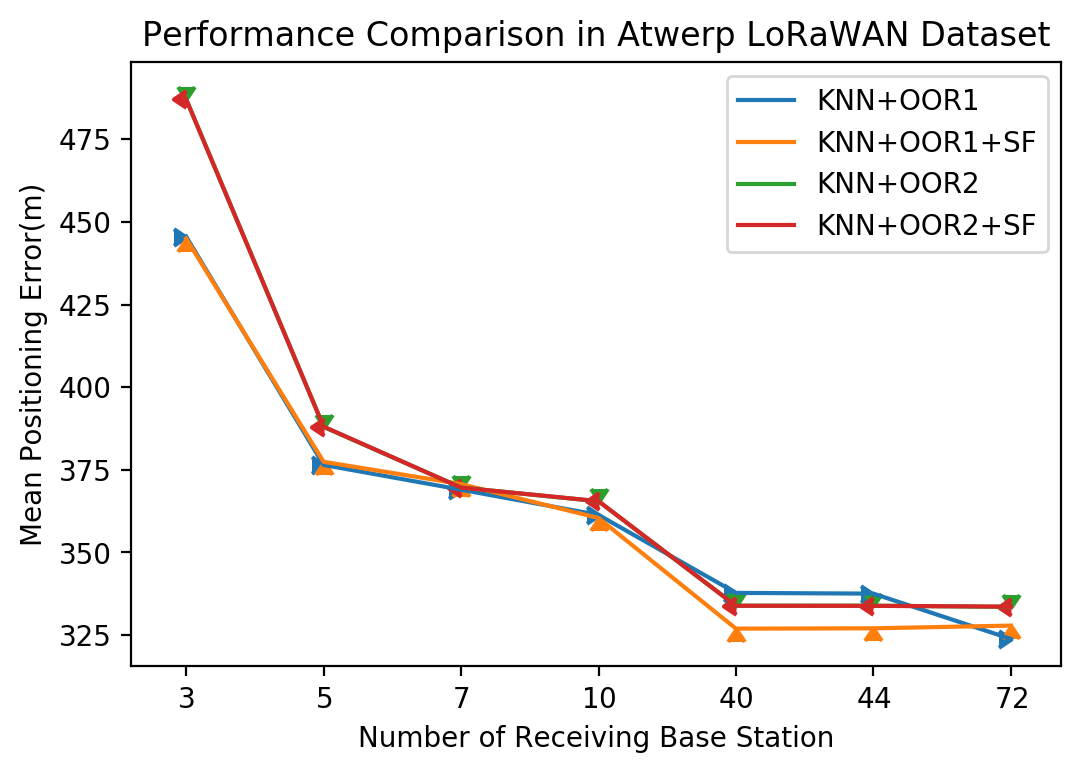 Performance Comparison in Atwerp LoRaWAN Dataset
KNN+OOR1
KNN+OOR1+SF
KNN+OOR2
KNN+OOR2+SF
Mean Positioning Error(m)
475
450
425
400
375
350
325
3 5 7 10 40 44 72
Number of Receiving Base Station